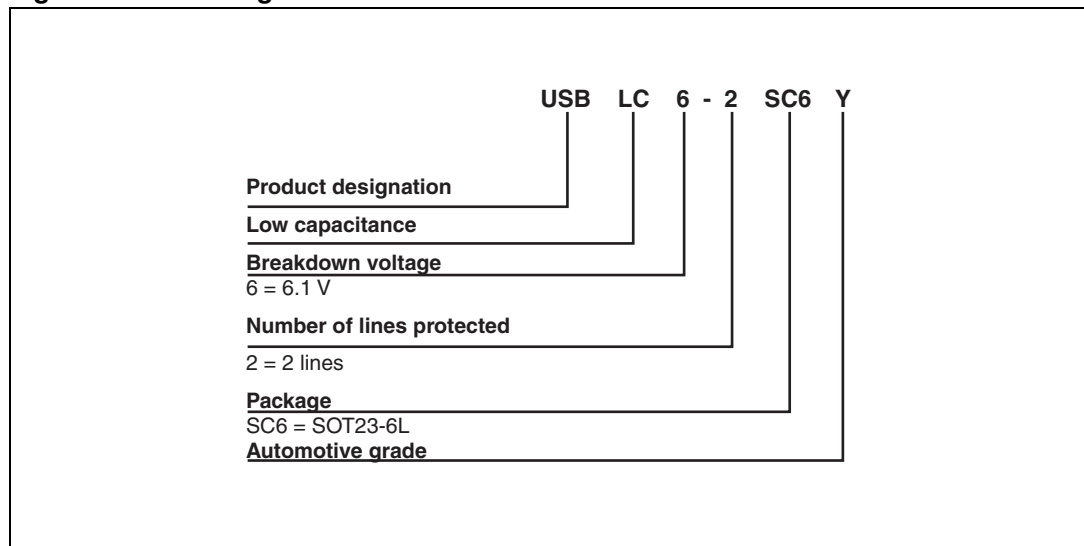 USB LC 6 - 2 SC6 Y
Product designation
Low capacitance
Breakdown voltage
6 = 6.1 V
Number of lines protected
2 = 2 lines
Package
SC6 = SOT23-6L
Automotive grade